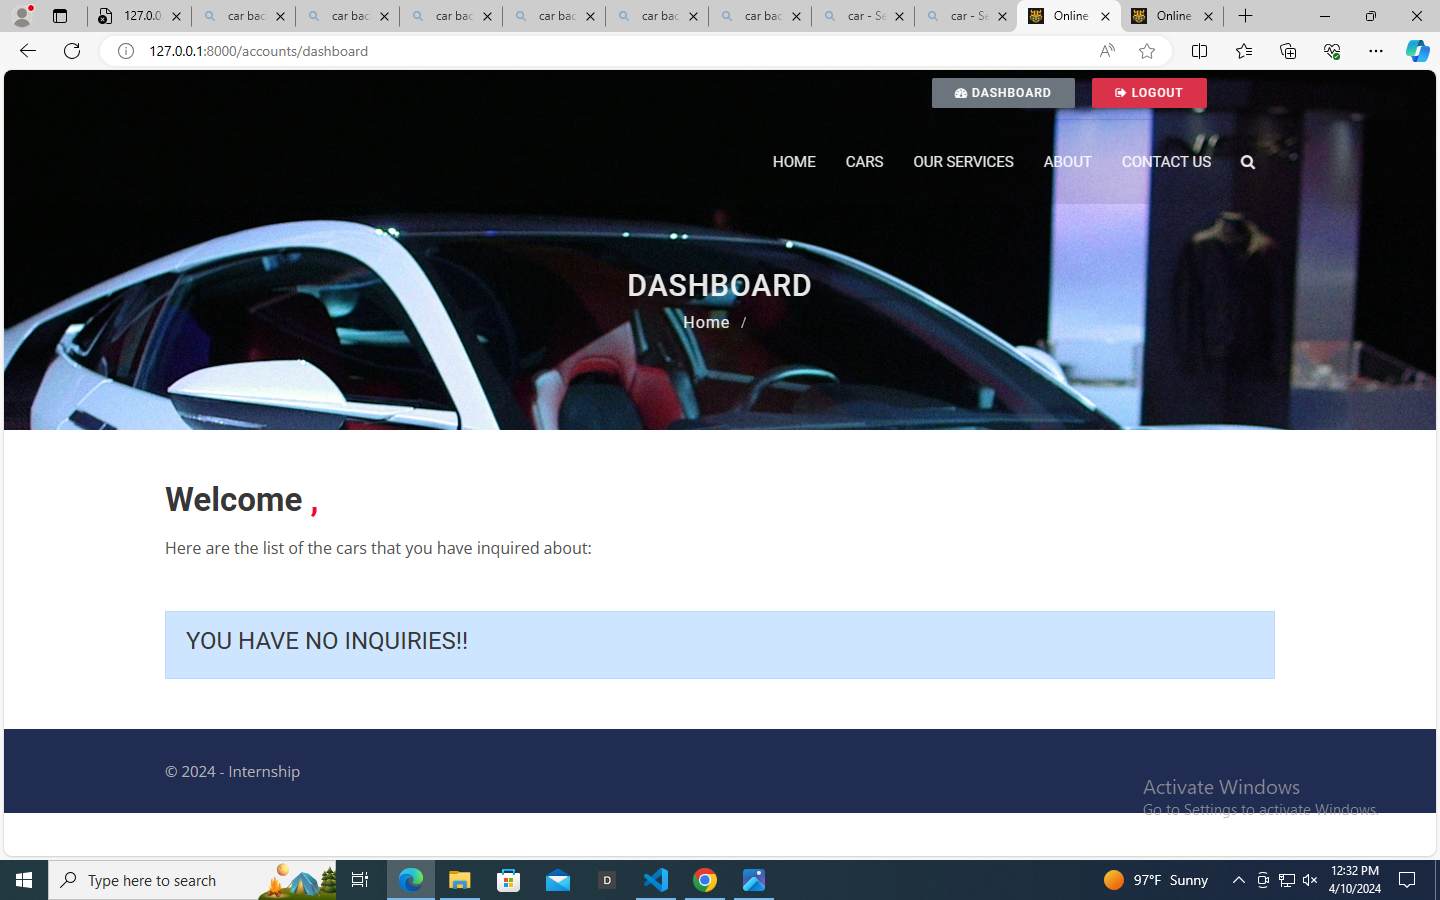 127.0.0
car bac
car bac
car bac
car bac
car bac
car bac
car - Se
car - Se
Online
Online
127.0.0.1:8000/accounts/dashboard
DASHBOARD
LOGOUT
HOME
CARS
OUR SERVICES
ABOUT
CONTACT US
DASHBOARD
Home /
Welcome ,
Here are the list of the cars that you have inquired about:
YOU HAVE NO INQUIRIES!!
© 2024 - Internship
Activate Windows
Go to Settings to activate Windows.
Type here to search
D
97°F Sunny
12:32 PM
4/10/2024